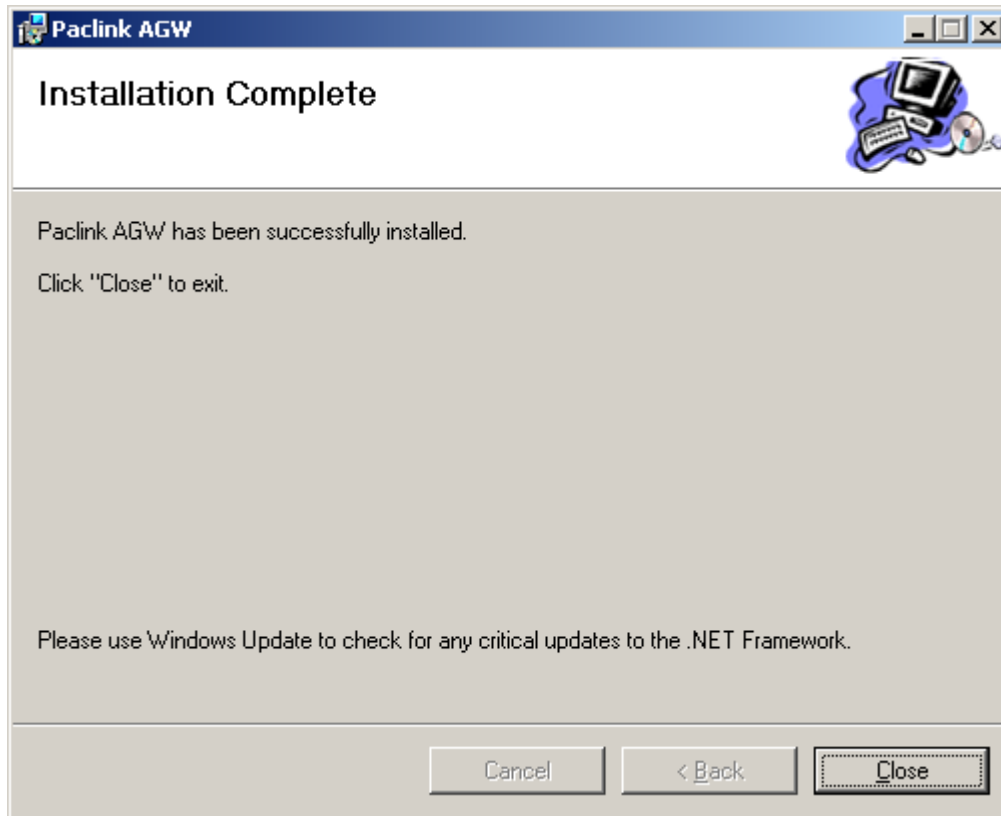 Paclink AGW
Installation Complete
Paclink AGW has been successfully installed.
Click "Close" to exit.
Please use Windows Update to check for any critical updates to the .NET Framework.
Cancel
< Back
Close